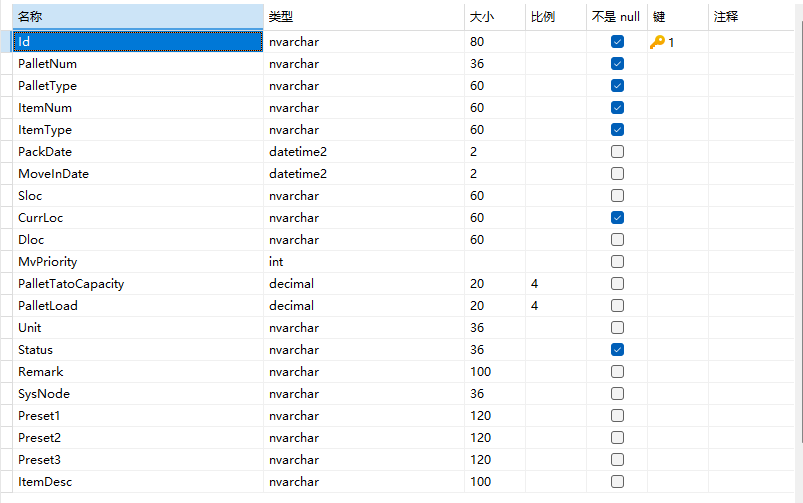 名称 类型 大小 比例 不是 null 键 注释
Id nvarchar 80 1
PalletNum nvarchar 36
PalletType nvarchar 60
ItemNum nvarchar 60
ItemType nvarchar 60
PackDate datetime2 2
MoveInDate datetime2 2
Sloc nvarchar 60
CurrLoc nvarchar 60
Dloc nvarchar 60
MvPriority int
PalletTatoCapacity decimal 20 4
PalletLoad decimal 20 4
Unit nvarchar 36
Status nvarchar 36
Remark nvarchar 100
SysNode nvarchar 36
Preset1 nvarchar 120
Preset2 nvarchar 120
Preset3 nvarchar 120
ItemDesc nvarchar 100